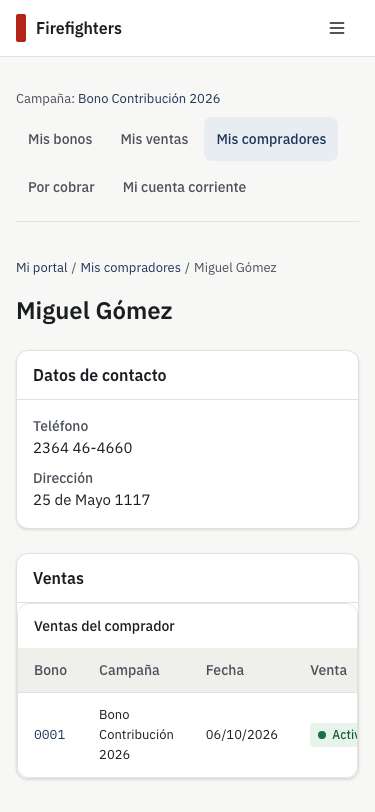 Firefighters
Campaña: Bono Contribución 2026
Mis bonos Mis ventas Mis compradores
Por cobrar Mi cuenta corriente
Mi portal / Mis compradores / Miguel Gómez
Miguel Gómez
Datos de contacto
Teléfono
2364 46-4660
Dirección
25 de Mayo 1117
Ventas
Ventas del comprador
Bono Campaña Fecha Venta
0001 Bono Contribución 2026 06/10/2026